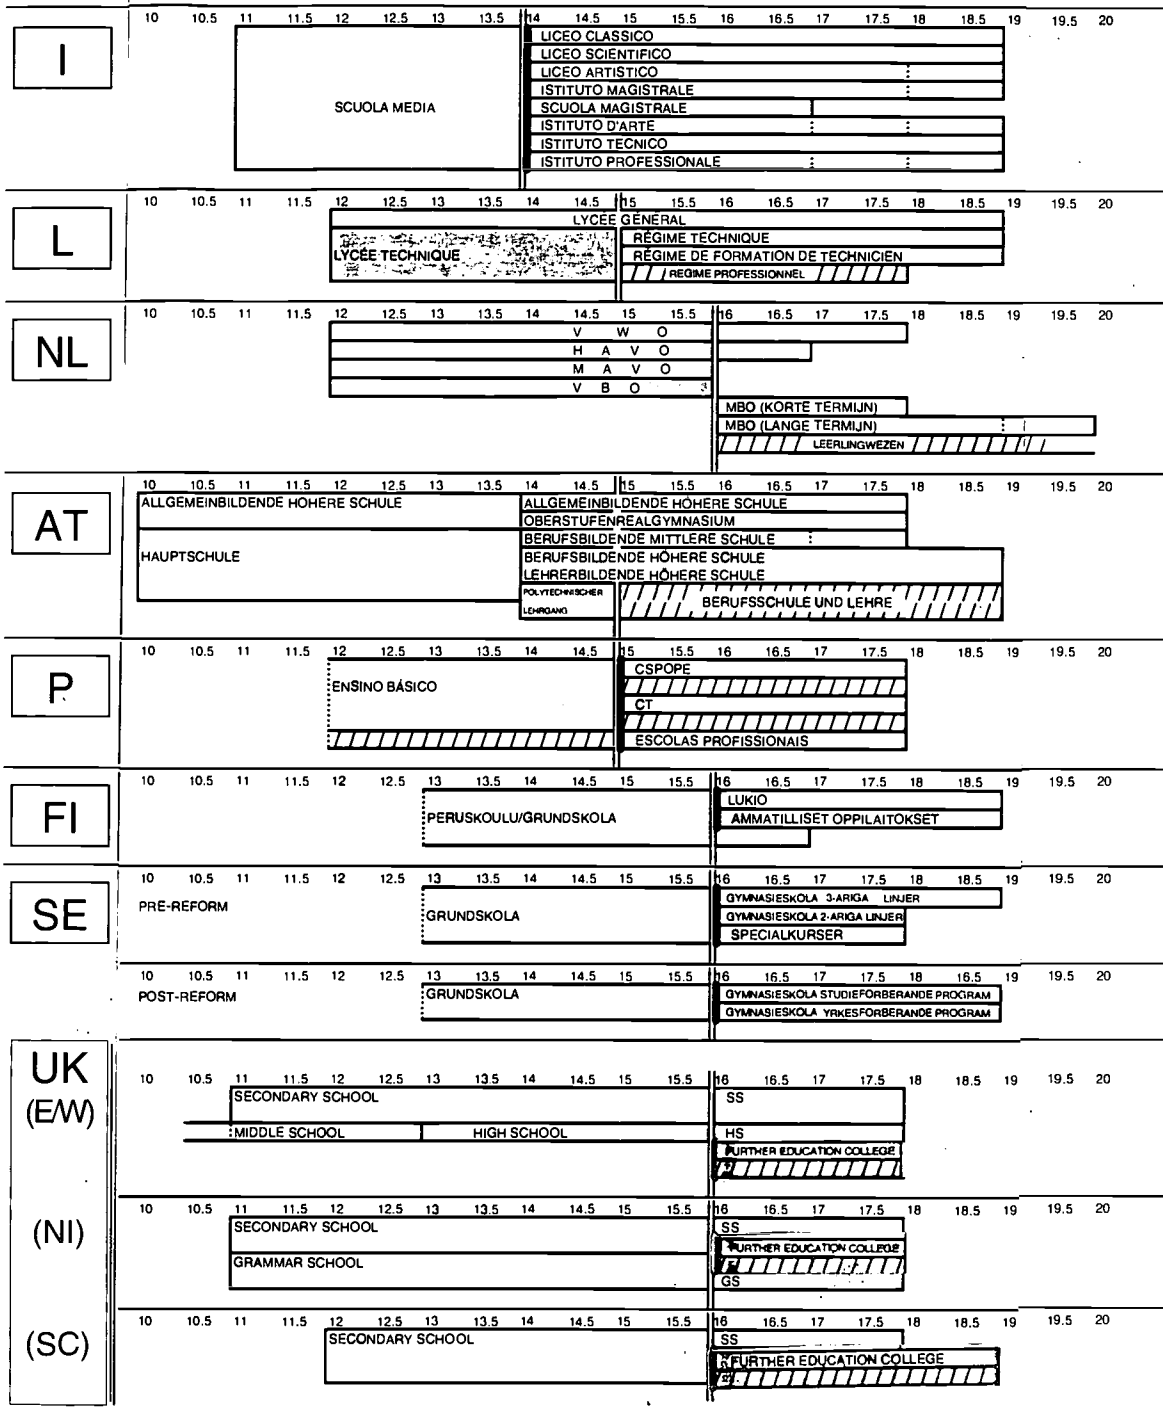 10 10.5 11 11.5 12 12.5 13 13.5 14 14.5 15 15.5 16 16.5 17 17.5 18 18.5 19 19.5 20
I
LICEO CLASSICO
LICEO SCIENTIFICO
LICEO ARTISTICO
ISTITUTO MAGISTRALE
SCUOLA MEDIA
SCUOLA MAGISTRALE
ISTITUTO D'ARTE
ISTITUTO TECNICO
ISTITUTO PROFESSIONALE
10 10.5 11 11.5 12 12.5 13 13.5 14 14.5 15 15.5 16 16.5 17 17.5 18 18.5 19 19.5 20
L
LYCÉE GÉNÉRAL
RÉGIME TECHNIQUE
LYCÉE TECHNIQUE
RÉGIME DE FORMATION DE TECHNICIEN
REGIME PROFESSIONNEL
10 10.5 11 11.5 12 12.5 13 13.5 14 14.5 15 15.5 16 16.5 17 17.5 18 18.5 19 19.5 20
NL
V W O
H A V O
M A V O
V B O
MBO (KORTE TERMIJN)
MBO (LANGE TERMIJN)
LEERLINGWEZEN
10 10.5 11 11.5 12 12.5 13 13.5 14 14.5 15 15.5 16 16.5 17 17.5 18 18.5 19 19.5 20
AT
ALLGEMEINBILDENDE HÖHERE SCHULE
ALLGEMEINBILDENDE HÖHERE SCHULE
OBERSTUFENREALGYMNASIUM
BERUFSBILDENDE MITTLERE SCHULE
HAUPTSCHULE
BERUFSBILDENDE HÖHERE SCHULE
LEHRERBILDENDE HÖHERE SCHULE
POLYTECHNISCHER
LEHRGANG
BERUFSSCHULE UND LEHRE
10 10.5 11 11.5 12 12.5 13 13.5 14 14.5 15 15.5 16 16.5 17 17.5 18 18.5 19 19.5 20
P
CSPOPE
ENSINO BÁSICO
CT
ESCOLAS PROFISSIONAIS
10 10.5 11 11.5 12 12.5 13 13.5 14 14.5 15 15.5 16 16.5 17 17.5 18 18.5 19 19.5 20
FI
LUKIO
PERUSKOULU/GRUNDSKOLA
AMMATILLISET OPPILAITOKSET
10 10.5 11 11.5 12 12.5 13 13.5 14 14.5 15 15.5 16 16.5 17 17.5 18 18.5 19 19.5 20
SE
PRE-REFORM
GYMNASIESKOLA 3-ARIGA LINJER
GRUNDSKOLA
GYMNASIESKOLA 2-ARIGA LINJER
SPECIALKURSER
10 10.5 11 11.5 12 12.5 13 13.5 14 14.5 15 15.5 16 16.5 17 17.5 18 16.5 19 19.5 20
POST-REFORM
GRUNDSKOLA
GYMNASIESKOLA STUDIEFORBERANDE PROGRAM
GYMNASIESKOLA YRKESFORBERANDE PROGRAM
UK
(E/W)
10 10.5 11 11.5 12 12.5 13 13.5 14 14.5 15 15.5 16 16.5 17 17.5 18 18.5 19 19.5 20
SECONDARY SCHOOL
SS
MIDDLE SCHOOL
HIGH SCHOOL
HS
FURTHER EDUCATION COLLEGE
10 10.5 11 11.5 12 12.5 13 13.5 14 14.5 15 15.5 16 16.5 17 17.5 18 18.5 19 19.5 20
(NI)
SECONDARY SCHOOL
SS
FURTHER EDUCATION COLLEGE
GRAMMAR SCHOOL
GS
10 10.5 11 11.5 12 12.5 13 13.5 14 14.5 15 15.5 16 16.5 17 17.5 18 18.5 19 19.5 20
(SC)
SECONDARY SCHOOL
SS
FURTHER EDUCATION COLLEGE